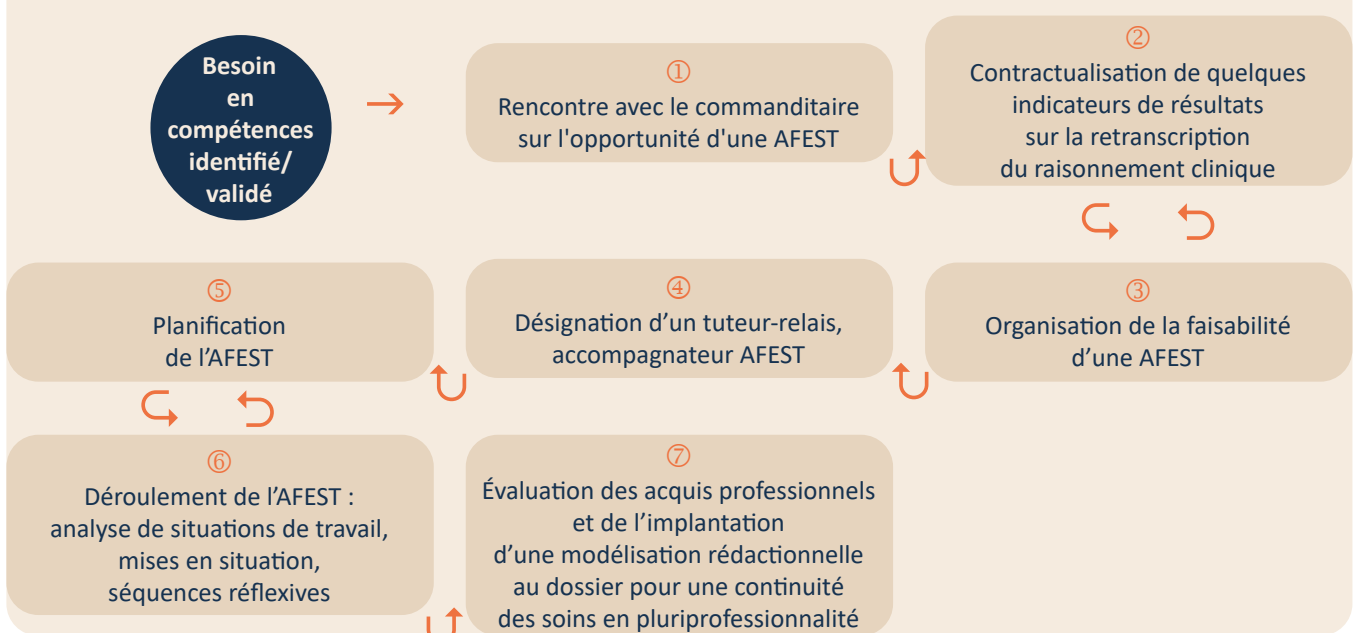 Besoin
en
compétences
identifié/
validé
①
Rencontre avec le commanditaire
sur l'opportunité d'une AFEST
②
Contractualisation de quelques
indicateurs de résultats
sur la retranscription
du raisonnement clinique
③
Organisation de la faisabilité
d’une AFEST
④
Désignation d’un tuteur-relais,
accompagnateur AFEST
⑤
Planification
de l’AFEST
⑥
Déroulement de l’AFEST :
analyse de situations de travail,
mises en situation,
séquences réflexives
⑦
Évaluation des acquis professionnels
et de l’implantation
d’une modélisation rédactionnelle
au dossier pour une continuité
des soins en pluriprofessionnalité